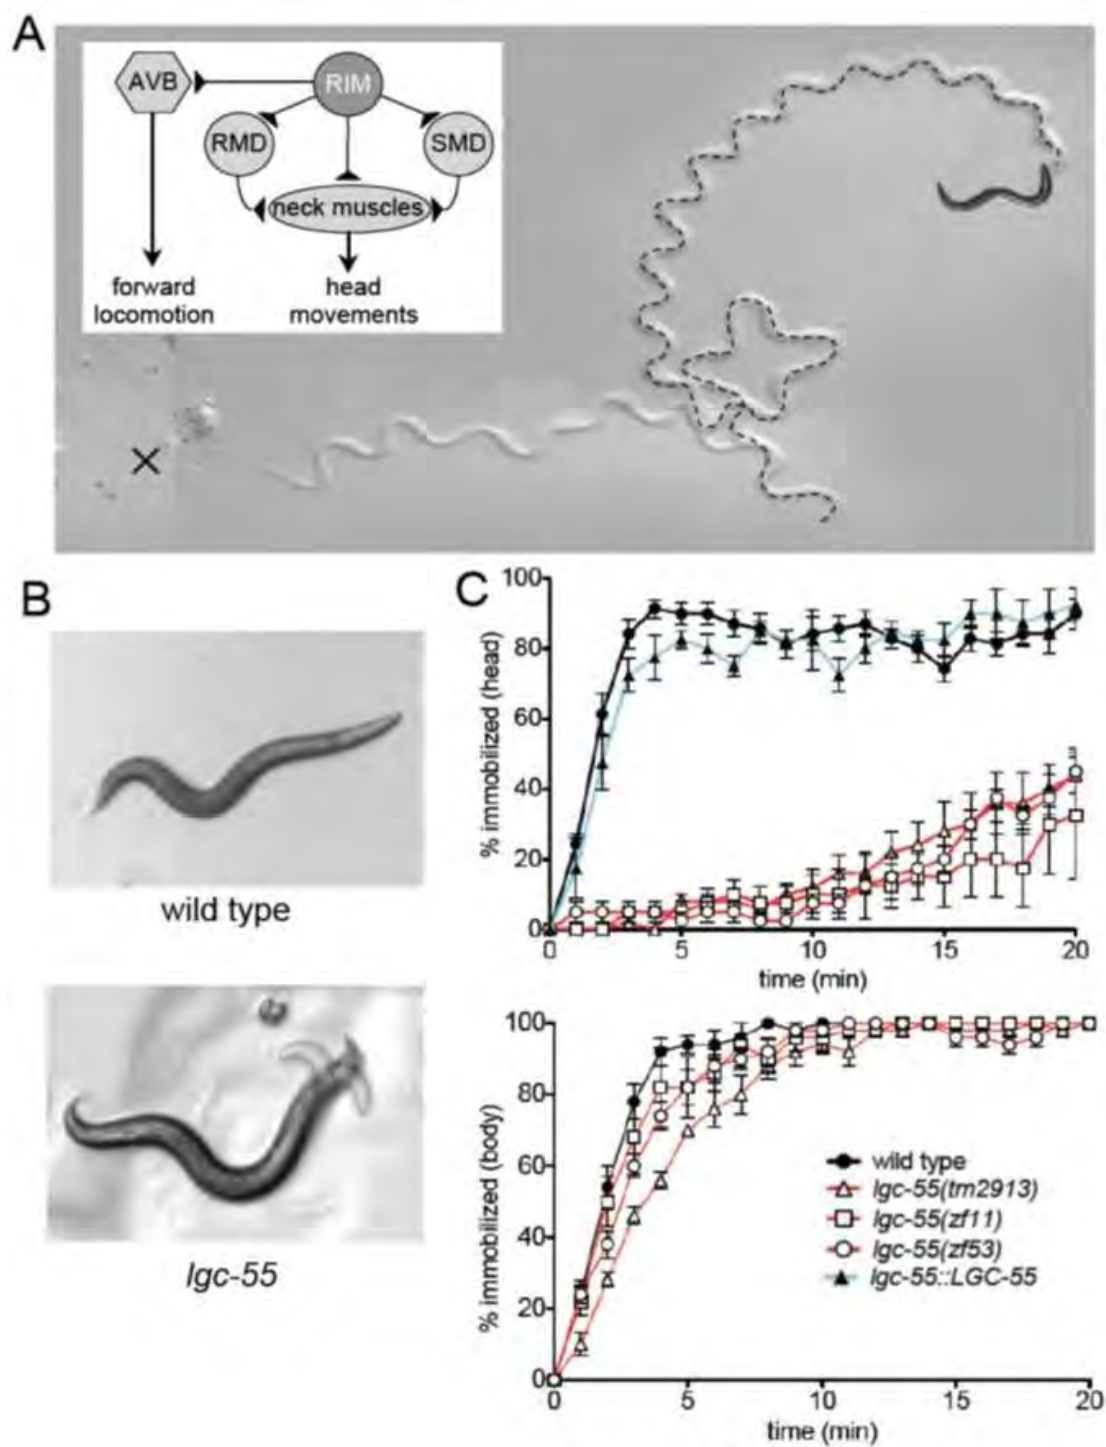 A
AVB
RIM
RMD
SMD
neck muscles
forward
locomotion
head
movements
X
B
wild type
lgc-55
C
100
80
60
40
20
0
% immobilized (head)
0 5 10 15 20
time (min)
100
80
60
40
20
0
% immobilized (body)
wild type
lgc-55(tm2913)
lgc-55(zf11)
lgc-55(zf53)
lgc-55::LGC-55
0 5 10 15 20
time (min)